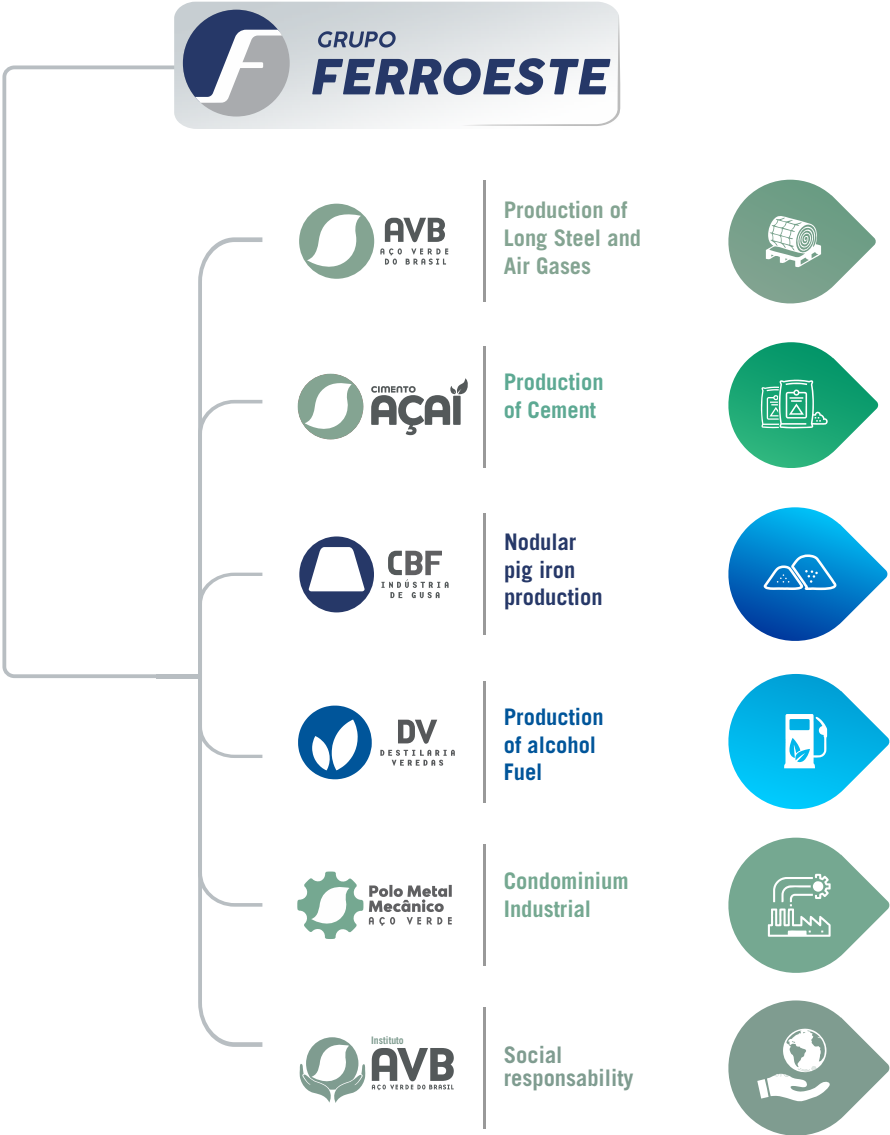 GRUPO
FERROESTE
AVB
AÇO VERDE
DO BRASIL
Production of
Long Steel and
Air Gases
CIMENTO
AÇAÍ
Production
of Cement
CBF
INDÚSTRIA
DE GUSA
Nodular
pig iron
production
DV
DESTILARIA
VEREDAS
Production
of alcohol
Fuel
Polo Metal
Mecânico
AÇO VERDE
Condominium
Industrial
Instituto
AVB
AÇO VERDE DO BRASIL
Social
responsability